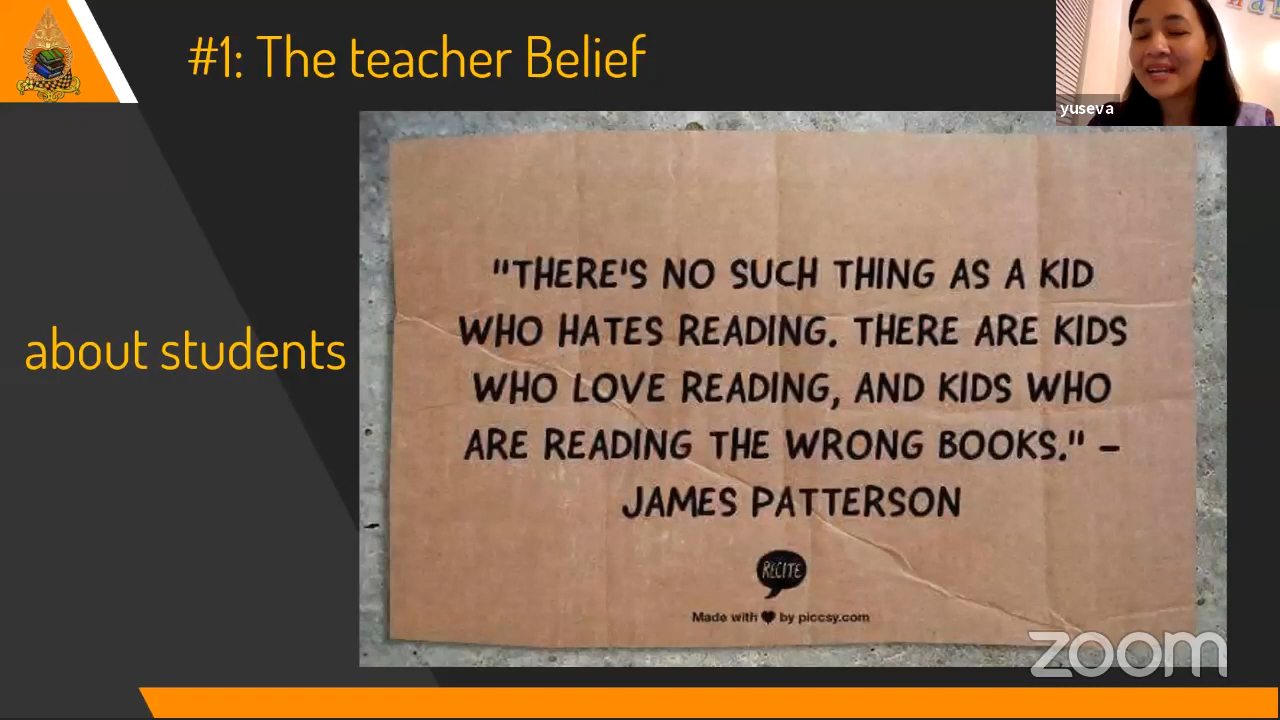 #1: The teacher Belief
yuseva
about students
"THERE'S NO SUCH THING AS A KID
WHO HATES READING. THERE ARE KIDS
WHO LOVE READING, AND KIDS WHO
ARE READING THE WRONG BOOKS." –
JAMES PATTERSON
RECITE
Made with ♥ by piccsy.com
zoom